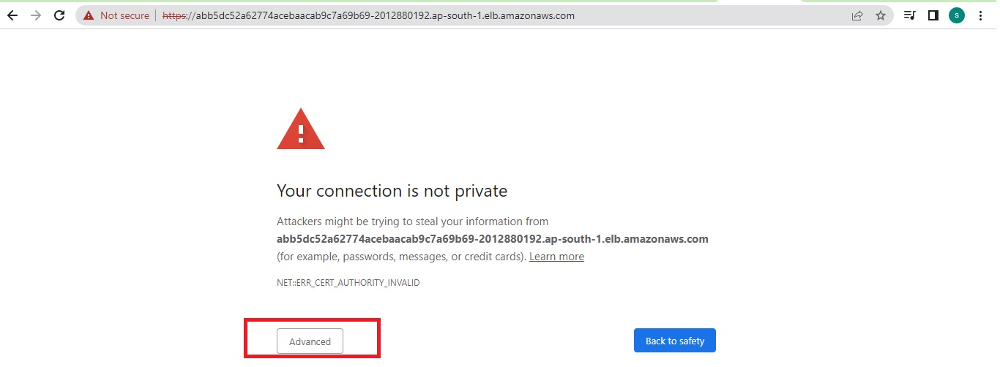 Not secure https://abb5dc52a62774acebaacab9c7a69b69-2012880192.ap-south-1.elb.amazonaws.com
s
Your connection is not private
Attackers might be trying to steal your information from
abb5dc52a62774acebaacab9c7a69b69-2012880192.ap-south-1.elb.amazonaws.com
(for example, passwords, messages, or credit cards). Learn more
NET::ERR_CERT_AUTHORITY_INVALID
Advanced
Back to safety